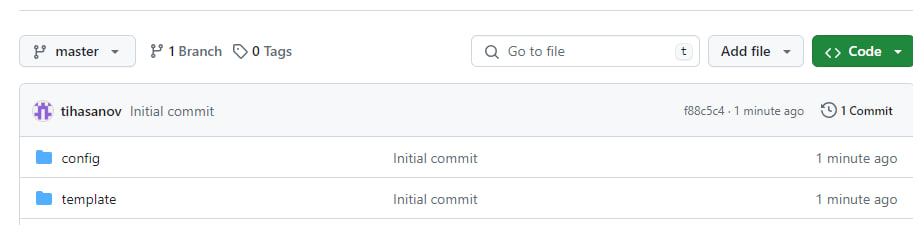 master 1 Branch 0 Tags Go to file t Add file Code
tihasanov Initial commit f88c5c4 · 1 minute ago 1 Commit
config Initial commit 1 minute ago
template Initial commit 1 minute ago